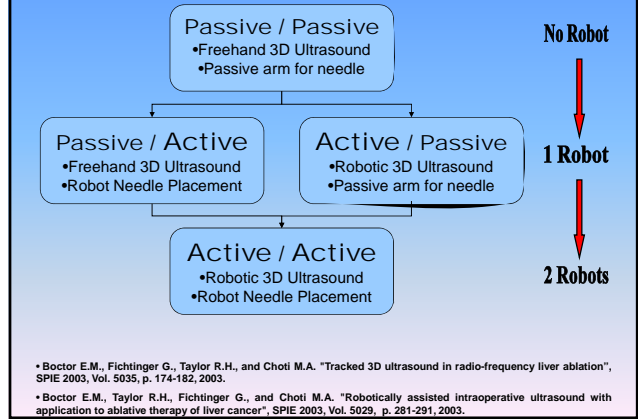 Passive / Passive
•Freehand 3D Ultrasound
•Passive arm for needle
No Robot
Passive / Active
•Freehand 3D Ultrasound
•Robot Needle Placement
Active / Passive
•Robotic 3D Ultrasound
•Passive arm for needle
1 Robot
Active / Active
•Robotic 3D Ultrasound
•Robot Needle Placement
2 Robots
• Boctor E.M., Fichtinger G., Taylor R.H., and Choti M.A. "Tracked 3D ultrasound in radio-frequency liver ablation",
SPIE 2003, Vol. 5035, p. 174-182, 2003.
• Boctor E.M., Taylor R.H., Fichtinger G., and Choti M.A. "Robotically assisted intraoperative ultrasound with
application to ablative therapy of liver cancer", SPIE 2003, Vol. 5029, p. 281-291, 2003.